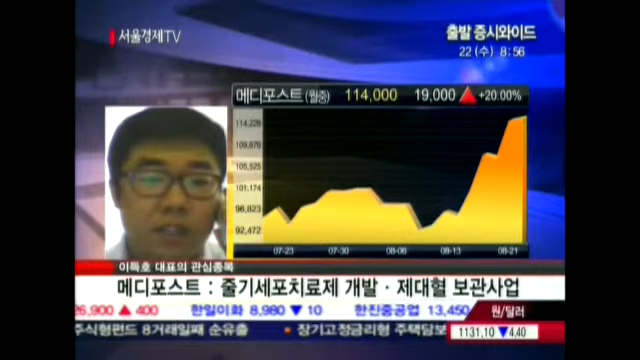 서울경제TV
출발 증시와이드
22 (수) 8:56
메디포스트 (월중) 114,000 19,000 ▲ +20.00%
114,228
109,876
105,525
101,174
96,823
92,472
07-23 07-30 08-06 08-13 08-21
이득호 대표의 관심종목
메디포스트 : 줄기세포치료제 개발 · 제대혈 보관사업
26,900 ▲ 400 한일이화 8,980 ▼ 10 한진중공업 13,450
원/달러
주식형펀드 8거래일째 순유출 장기고정금리형 주택담보
1131,10 ▼4,40